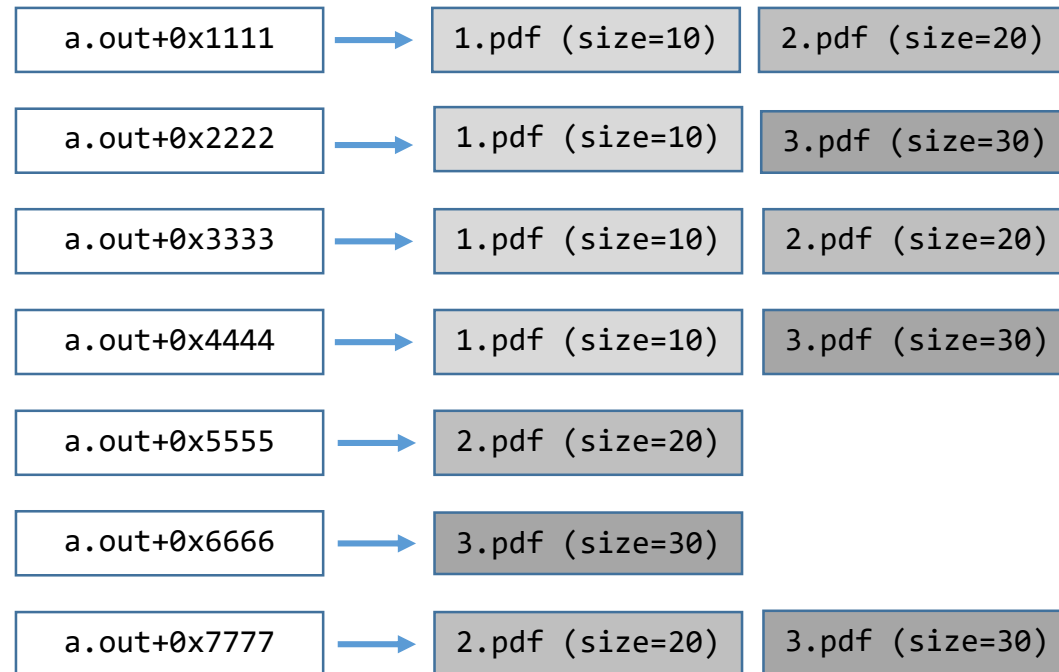 a.out+0x1111 1.pdf (size=10) 2.pdf (size=20)
a.out+0x2222 1.pdf (size=10) 3.pdf (size=30)
a.out+0x3333 1.pdf (size=10) 2.pdf (size=20)
a.out+0x4444 1.pdf (size=10) 3.pdf (size=30)
a.out+0x5555 2.pdf (size=20)
a.out+0x6666 3.pdf (size=30)
a.out+0x7777 2.pdf (size=20) 3.pdf (size=30)